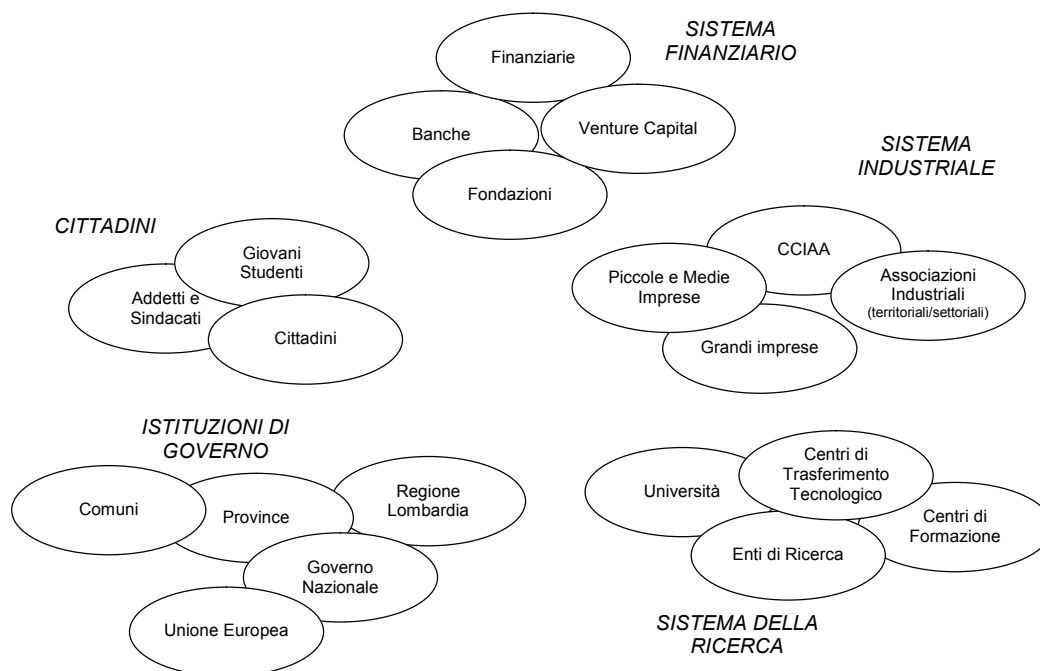 SISTEMA
FINANZIARIO
Finanziarie
Banche
Venture Capital
Fondazioni
SISTEMA
INDUSTRIALE
CCIAA
Piccole e Medie
Imprese
Associazioni
Industriali
(territoriali/settoriali)
Grandi imprese
CITTADINI
Giovani
Studenti
Addetti e
Sindacati
Cittadini
ISTITUZIONI DI
GOVERNO
Comuni
Province
Regione
Lombardia
Governo
Nazionale
Unione Europea
Università
Centri di
Trasferimento
Tecnologico
Centri di
Formazione
Enti di Ricerca
SISTEMA DELLA
RICERCA